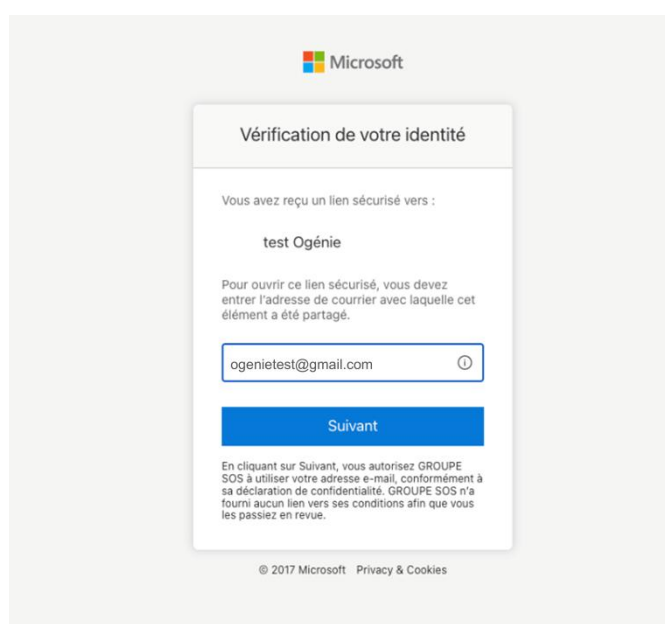 Microsoft
Vérification de votre identité
Vous avez reçu un lien sécurisé vers :
test Ogénie
Pour ouvrir ce lien sécurisé, vous devez
entrer l'adresse de courrier avec laquelle cet
élément a été partagé.
ogenietest@gmail.com
Suivant
En cliquant sur Suivant, vous autorisez GROUPE
SOS à utiliser votre adresse e-mail, conformément à
sa déclaration de confidentialité. GROUPE SOS n'a
fourni aucun lien vers ses conditions afin que vous
les passiez en revue.
© 2017 Microsoft Privacy & Cookies